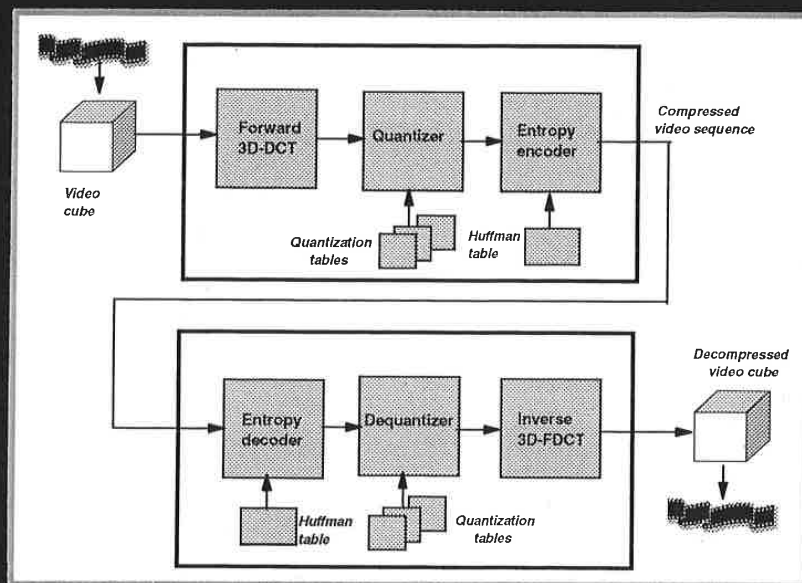 Compressed
video sequence
Forward
3D-DCT
Quantizer
Entropy
encoder
Video
cube
Quantization
tables
Huffman
table
Decompressed
video cube
Entropy
decoder
Dequantizer
Inverse
3D-FDCT
Huffman
table
Quantization
tables